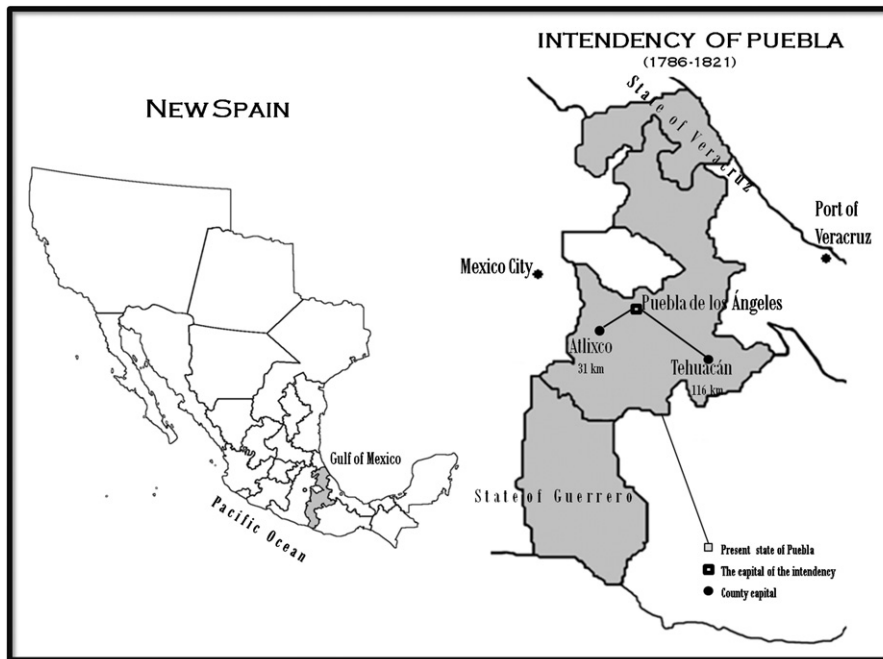 NEW SPAIN
Gulf of Mexico
Pacific Ocean
INTENDENCY OF PUEBLA
(1786-1821)
State of Veracruz
Port of
Veracruz
Mexico City
Puebla de los Ángeles
Atlixco
31 km
Tehuacán
116 km
State of Guerrero
Present state of Puebla
The capital of the intendency
County capital